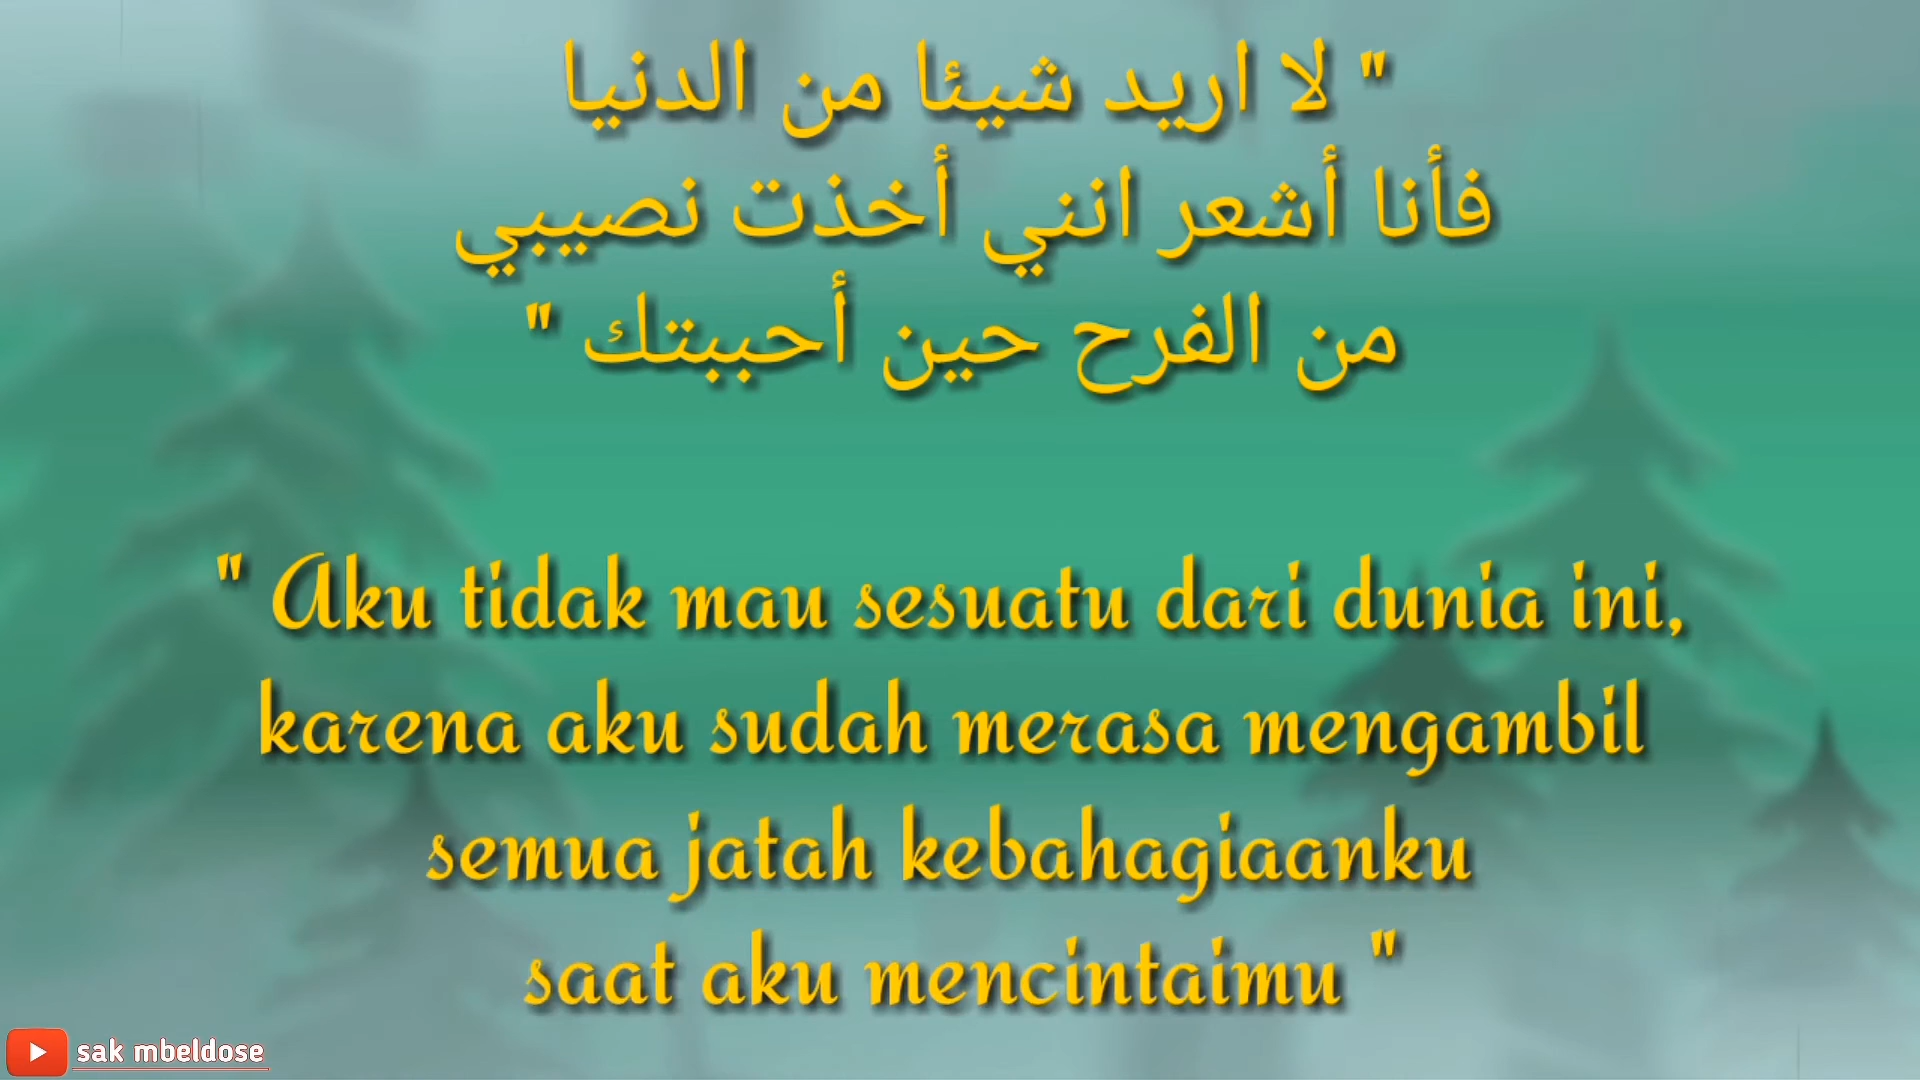 " لا اريد شيئا من الدنيا
فأنا أشعر انني أخذت نصيبي
من الفرح حين أحببتك "
" Aku tidak mau sesuatu dari dunia ini,
karena aku sudah merasa mengambil
semua jatah kebahagiaanku
saat aku mencintaimu "
sak mbeldose